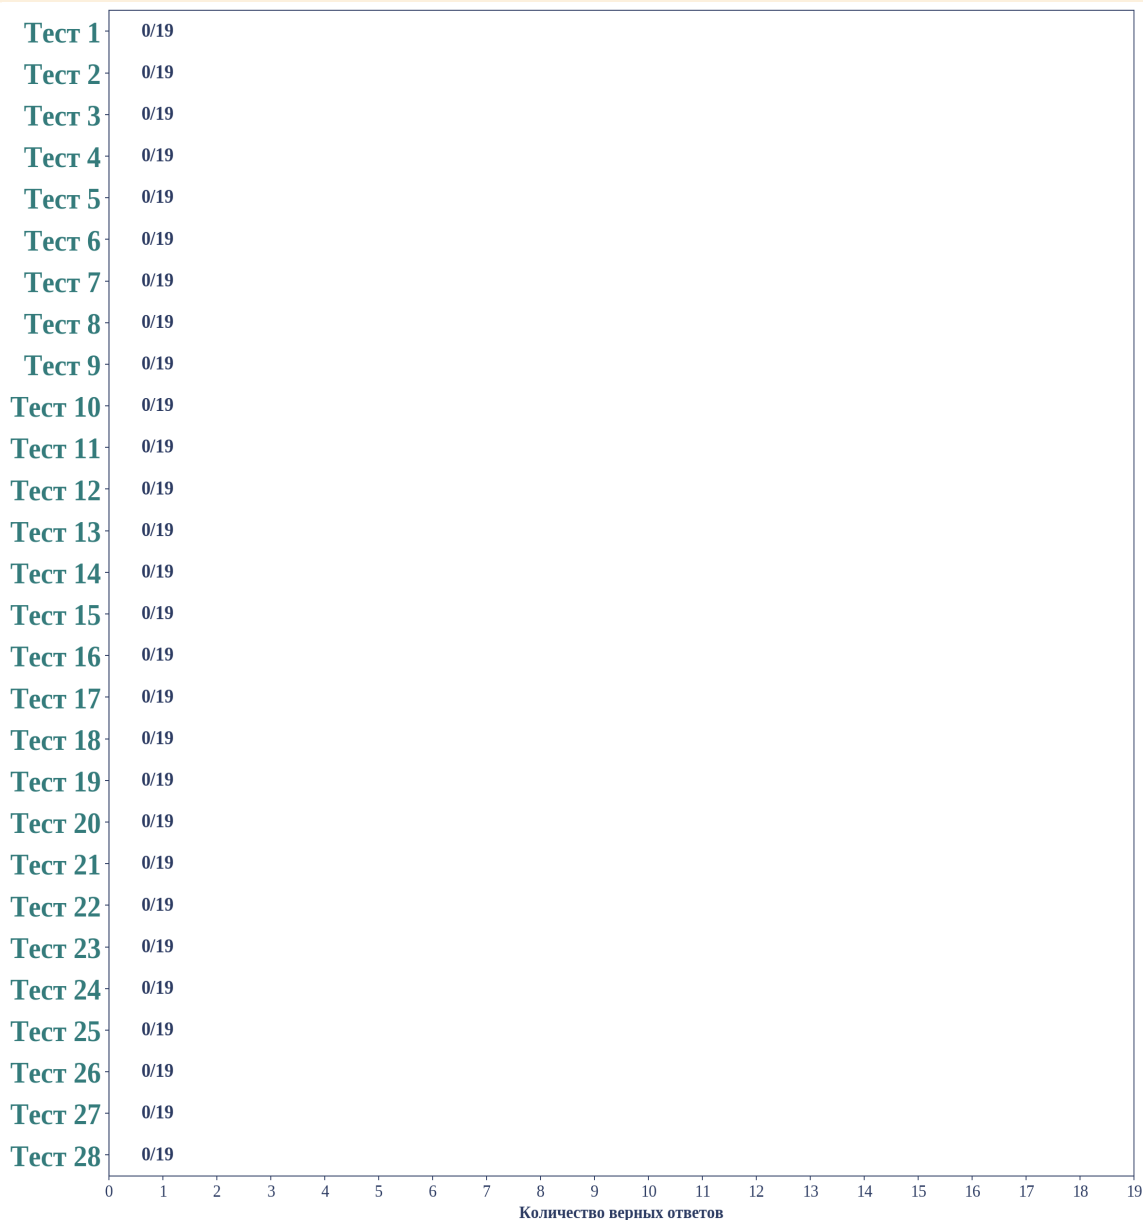 Тест 1 0/19
Тест 2 0/19
Тест 3 0/19
Тест 4 0/19
Тест 5 0/19
Тест 6 0/19
Тест 7 0/19
Тест 8 0/19
Тест 9 0/19
Тест 10 0/19
Тест 11 0/19
Тест 12 0/19
Тест 13 0/19
Тест 14 0/19
Тест 15 0/19
Тест 16 0/19
Тест 17 0/19
Тест 18 0/19
Тест 19 0/19
Тест 20 0/19
Тест 21 0/19
Тест 22 0/19
Тест 23 0/19
Тест 24 0/19
Тест 25 0/19
Тест 26 0/19
Тест 27 0/19
Тест 28 0/19
0 1 2 3 4 5 6 7 8 9 10 11 12 13 14 15 16 17 18 19
Количество верных ответов